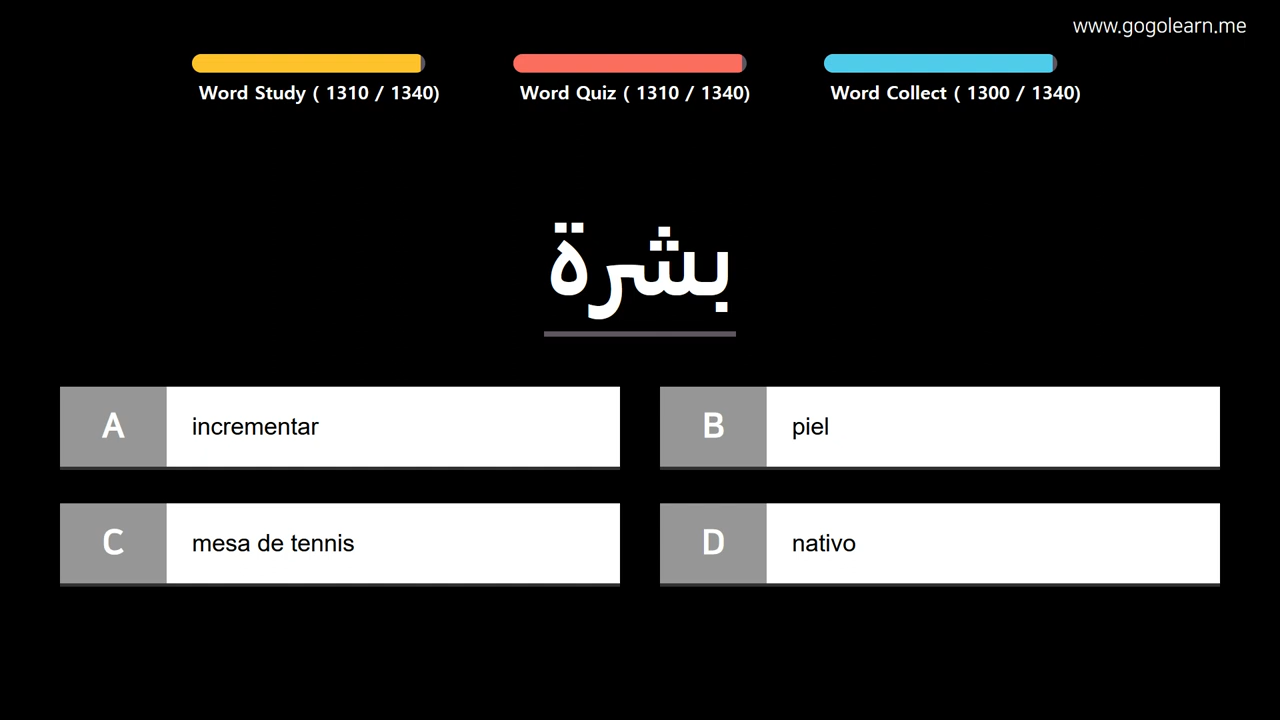 www.gogolearn.me
Word Study ( 1310 / 1340)
Word Quiz ( 1310 / 1340)
Word Collect ( 1300 / 1340)
بشرة
A incrementar
B piel
C mesa de tennis
D nativo